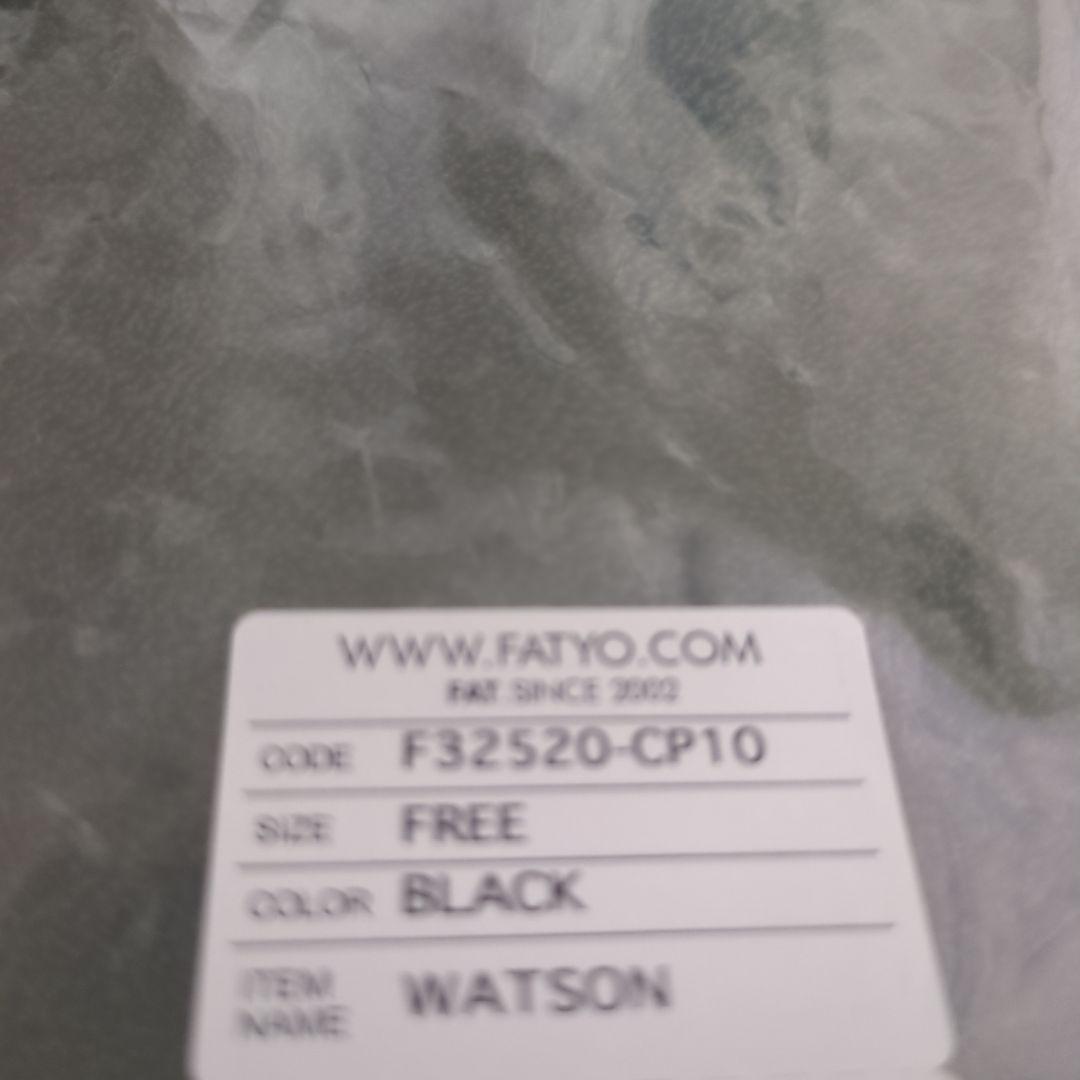 WWW.FATYO.COM
FAT. SINCE 2002
CODE F32520-CP10
SIZE FREE
COLOR BLACK
ITEM NAME WATSON